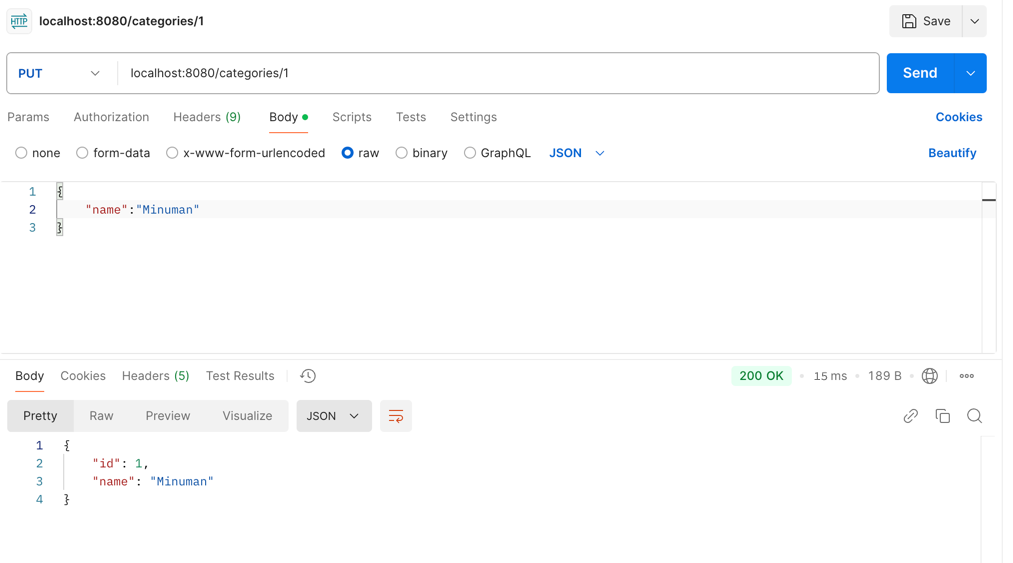 HTTP localhost:8080/categories/1 Save
PUT localhost:8080/categories/1 Send
Params Authorization Headers (9) Body Scripts Tests Settings Cookies
none form-data x-www-form-urlencoded raw binary GraphQL JSON Beautify
1 {
2 "name":"Minuman"
3 }
Body Cookies Headers (5) Test Results 200 OK 15 ms 189 B
Pretty Raw Preview Visualize JSON
1 {
2 "id": 1,
3 "name": "Minuman"
4 }